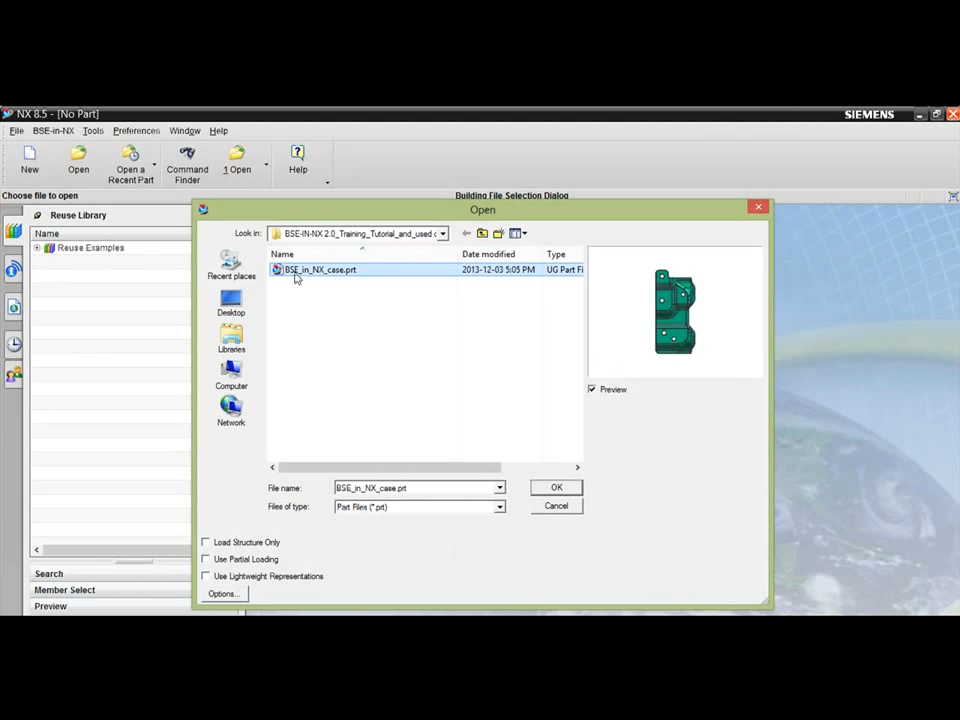 NX 8.5 - [No Part]
SIEMENS
File BSE-in-NX Tools Preferences Window Help
New Open Open a Recent Part Command Finder 1 Open Help
Choose file to open
Building File Selection Dialog
Reuse Library
Name
Reuse Examples
Search
Member Select
Preview
Open
Look in: BSE-IN-NX 2.0_Training_Tutorial_and_used c
Name Date modified Type
BSE_in_NX_case.prt 2013-12-03 5:05 PM UG Part Fi
Recent places
Desktop
Libraries
Computer
Network
Preview
File name: BSE_in_NX_case.prt OK
Files of type: Part Files (*.prt) Cancel
Load Structure Only
Use Partial Loading
Use Lightweight Representations
Options...